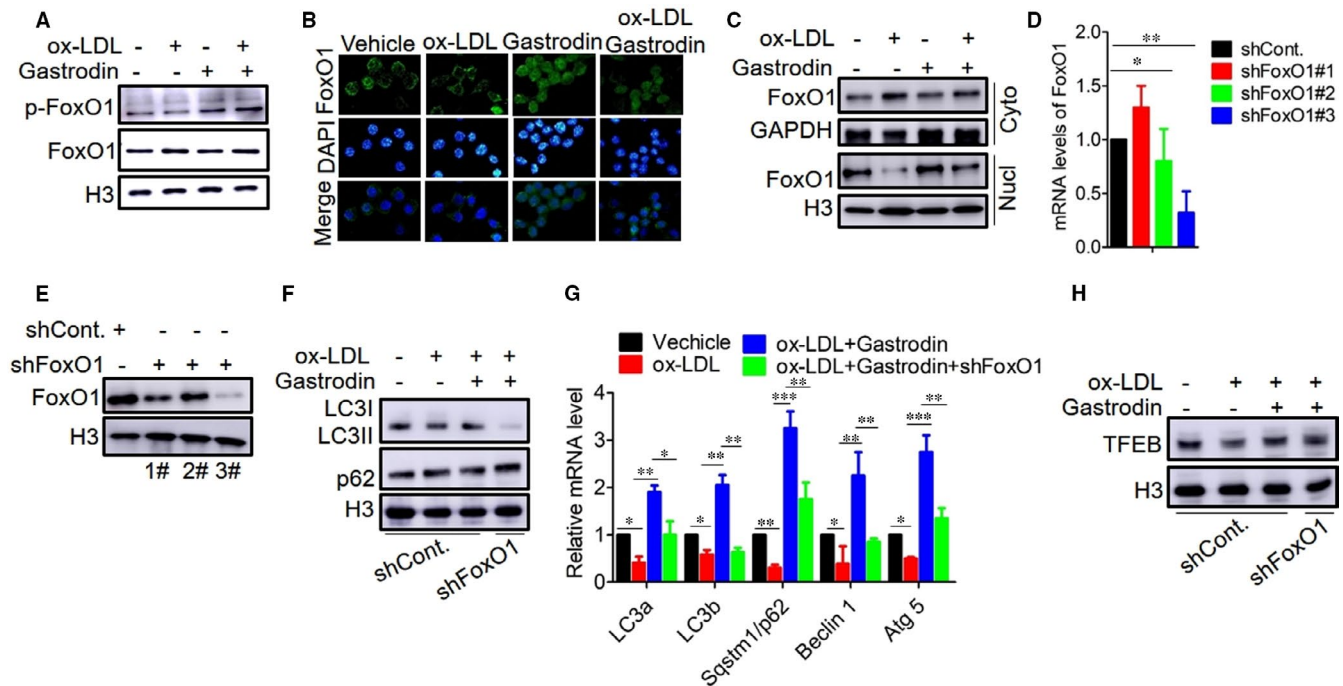 A
ox-LDL - + - +
Gastrodin - - + +
p-FoxO1
FoxO1
H3
B
Vehicle ox-LDL Gastrodin ox-LDL Gastrodin
FoxO1
DAPI
Merge
C
ox-LDL - + - +
Gastrodin - - + +
FoxO1
GAPDH
Cyto
FoxO1
H3
Nucl
D
mRNA levels of FoxO1
2.0
1.5
1.0
0.5
0.0
**
*
shCont.
shFoxO1#1
shFoxO1#2
shFoxO1#3
E
shCont. + - - -
shFoxO1 - + + +
FoxO1
H3
1# 2# 3#
F
ox-LDL - + + +
Gastrodin - - + +
LC3I
LC3II
p62
H3
shCont. shFoxO1
G
Vechicle ox-LDL+Gastrodin
ox-LDL ox-LDL+Gastrodin+shFoxO1
Relative mRNA level
4
2
1
0
* ** *
* ** **
** *** **
* ** **
* *** **
LC3a LC3b Sqstm1/p62 Beclin 1 Atg 5
H
ox-LDL - + + +
Gastrodin - - + +
TFEB
H3
shCont. shFoxO1